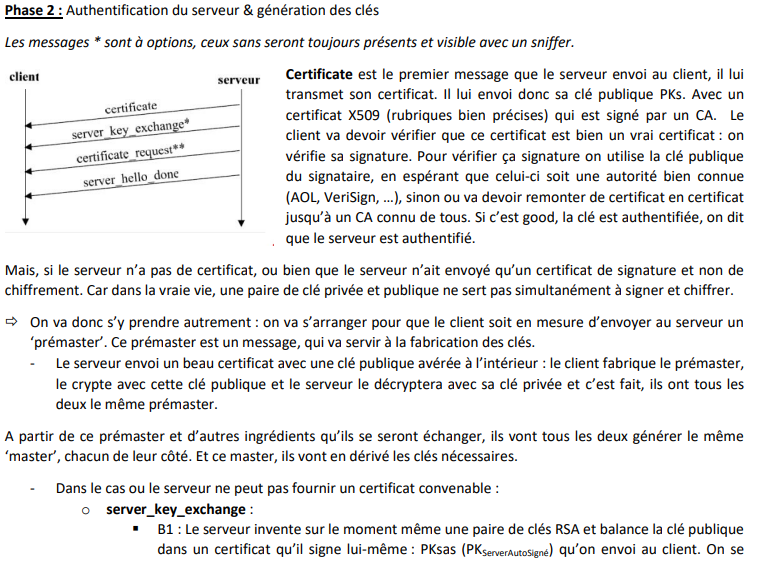 Phase 2 : Authentification du serveur & génération des clés
Les messages * sont à options, ceux sans seront toujours présents et visible avec un sniffer.
client
serveur
certificate
server_key_exchange*
certificate_request**
server_hello_done
Certificate est le premier message que le serveur envoi au client, il lui
transmet son certificat. Il lui envoi donc sa clé publique PKs. Avec un
certificat X509 (rubriques bien précises) qui est signé par un CA. Le
client va devoir vérifier que ce certificat est bien un vrai certificat : on
vérifie sa signature. Pour vérifier ça signature on utilise la clé publique
du signataire, en espérant que celui-ci soit une autorité bien connue
(AOL, VeriSign, …), sinon ou va devoir remonter de certificat en certificat
jusqu’à un CA connu de tous. Si c’est good, la clé est authentifiée, on dit
que le serveur est authentifié.
Mais, si le serveur n’a pas de certificat, ou bien que le serveur n’ait envoyé qu’un certificat de signature et non de
chiffrement. Car dans la vraie vie, une paire de clé privée et publique ne sert pas simultanément à signer et chiffrer.
⇨ On va donc s’y prendre autrement : on va s’arranger pour que le client soit en mesure d’envoyer au serveur un
‘prémaster’. Ce prémaster est un message, qui va servir à la fabrication des clés.
- Le serveur envoi un beau certificat avec une clé publique avérée à l’intérieur : le client fabrique le prémaster,
le crypte avec cette clé publique et le serveur le décryptera avec sa clé privée et c’est fait, ils ont tous les
deux le même prémaster.
A partir de ce prémaster et d’autres ingrédients qu’ils se seront échanger, ils vont tous les deux générer le même
‘master’, chacun de leur côté. Et ce master, ils vont en dérivé les clés nécessaires.
- Dans le cas ou le serveur ne peut pas fournir un certificat convenable :
o server_key_exchange :
▪ B1 : Le serveur invente sur le moment même une paire de clés RSA et balance la clé publique
dans un certificat qu’il signe lui-même : PKsas (PKServerAutoSigné) qu’on envoi au client. On se